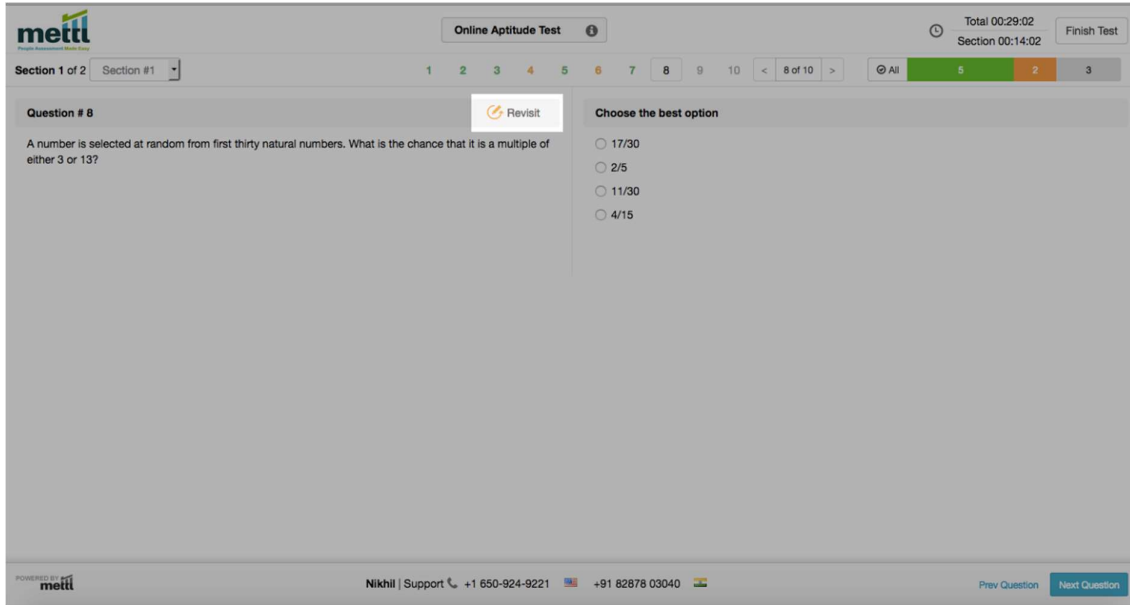 mettl
People Assessment Made Easy
Online Aptitude Test
Total 00:29:02
Section 00:14:02
Finish Test
Section 1 of 2 Section #1
1 2 3 4 5 6 7 8 9 10 < 8 of 10 > All 5 2 3
Question # 8
Revisit
A number is selected at random from first thirty natural numbers. What is the chance that it is a multiple of
either 3 or 13?
Choose the best option
17/30
2/5
11/30
4/15
POWERED BY
mettl
Nikhil | Support +1 650-924-9221 +91 82878 03040
Prev Question Next Question